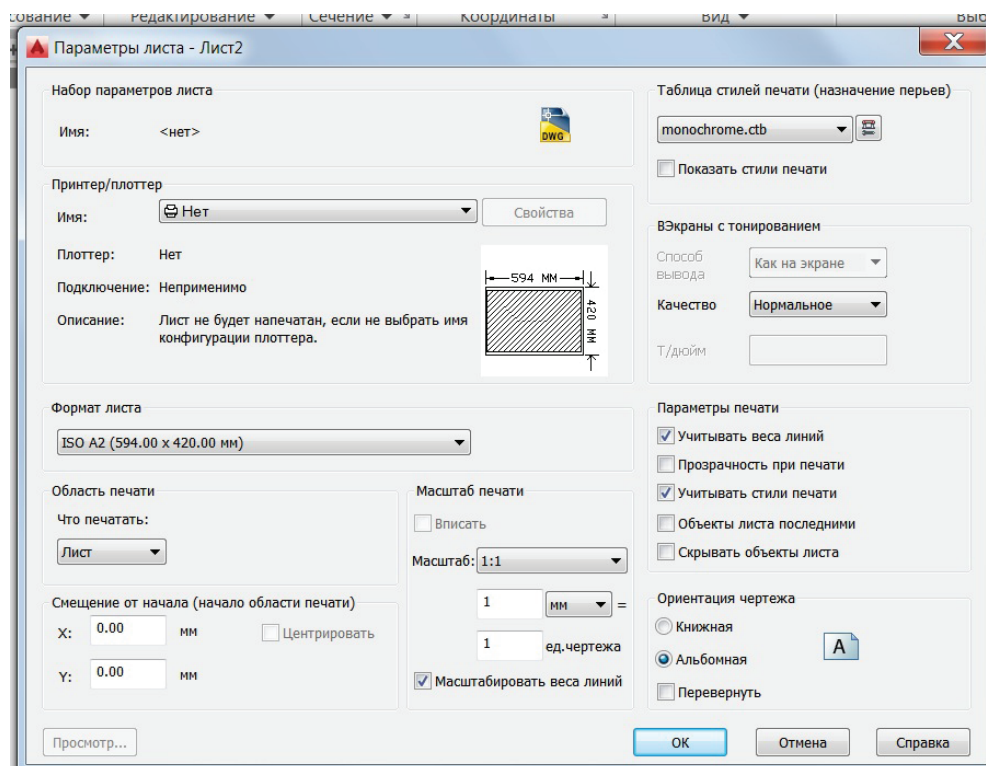 Редактирование
Сечение
Координаты
Вид
Параметры листа - Лист2
Набор параметров листа
Имя: <нет>
DWG
Принтер/плоттер
Имя: Нет
Свойства
Плоттер: Нет
Подключение: Неприменимо
Описание: Лист не будет напечатан, если не выбрать имя
конфигурации плоттера.
594 MM
420 MM
Формат листа
ISO A2 (594.00 x 420.00 мм)
Область печати
Что печатать:
Лист
Смещение от начала (начало области печати)
X: 0.00 мм
Центрировать
Y: 0.00 мм
Масштаб печати
Вписать
Масштаб: 1:1
1 мм =
1 ед.чертежа
Масштабировать веса линий
Таблица стилей печати (назначение перьев)
monochrome.ctb
Показать стили печати
ВЭкраны с тонированием
Способ
вывода
Как на экране
Качество Нормальное
Т/дюйм
Параметры печати
Учитывать веса линий
Прозрачность при печати
Учитывать стили печати
Объекты листа последними
Скрывать объекты листа
Ориентация чертежа
Книжная
Альбомная
A
Перевернуть
Просмотр...
ОК
Отмена
Справка